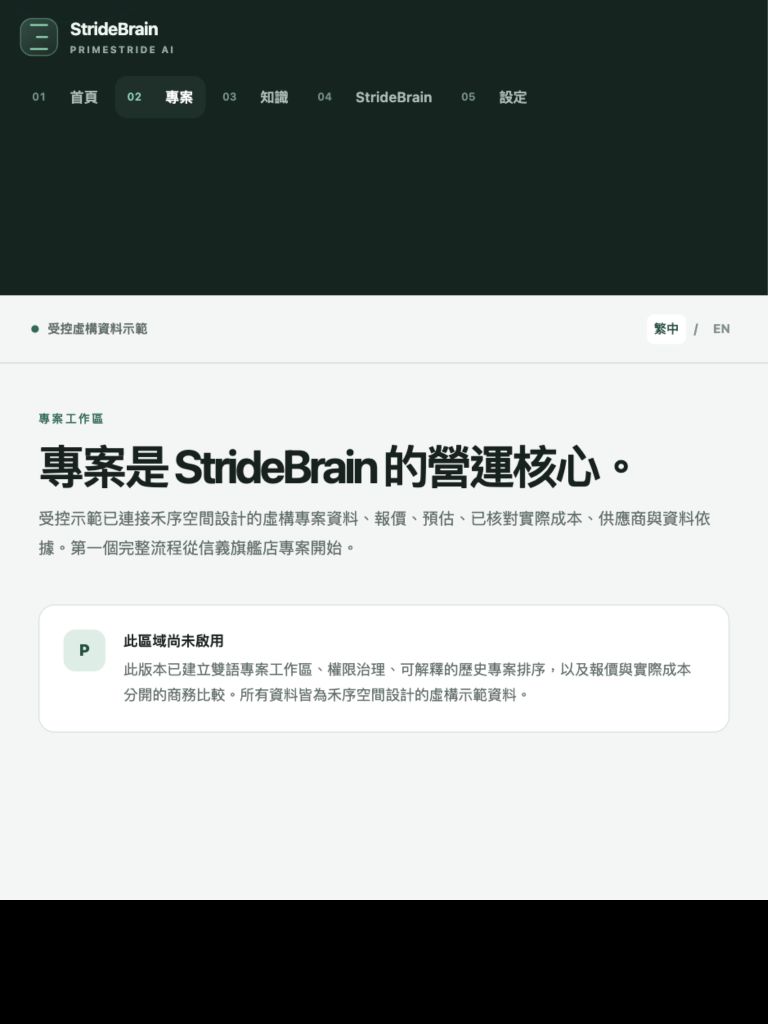 StrideBrain
PRIMESTRIDE AI
01 首頁 02 專案 03 知識 04 StrideBrain 05 設定
受控虛構資料示範
繁中 / EN
專案工作區
專案是 StrideBrain 的營運核心。
受控示範已連接禾序空間設計的虛構專案資料、報價、預估、已核對實際成本、供應商與資料依
據。第一個完整流程從信義旗艦店專案開始。
P
此區域尚未啟用
此版本已建立雙語專案工作區、權限治理、可解釋的歷史專案排序，以及報價與實際成本
分開的商務比較。所有資料皆為禾序空間設計的虛構示範資料。